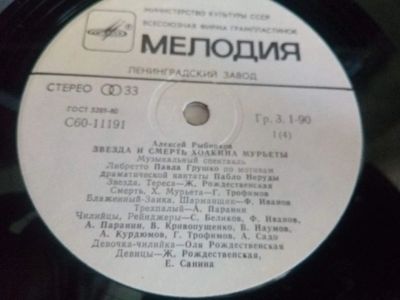 МИНИСТЕРСТВО КУЛЬТУРЫ СССР
ВСЕСОЮЗНАЯ ФИРМА ГРАМПЛАСТИНОК
МЕЛОДИЯ
ЛЕНИНГРАДСКИЙ ЗАВОД
СТЕРЕО 33
ГОСТ 5289-80
С60-11191
Гр. 3. 1-90
1(4)
Алексей Рыбников
ЗВЕЗДА И СМЕРТЬ ХОАКИНА МУРЬЕТЫ
Музыкальный спектакль
Либретто Павла Грушко по мотивам
драматической кантаты Пабло Неруды
Звезда, Тереса—Ж. Рождественская
Смерть, Х. Мурьета—Г. Трофимов
Блаженный—Заика, Шарманщик—Ф. Иванов
Трехпалый—А. Паранин
Чилийцы, Рейнджеры—С. Беликов, Ф. Иванов,
А. Паранин, В. Кривопущенко, В. Наумов,
А. Курдюмов, Г. Трофимов, А. Садо
Девочка-чилийка—Оля Рождественская
Девицы—Ж. Рождественская,
Е. Санина